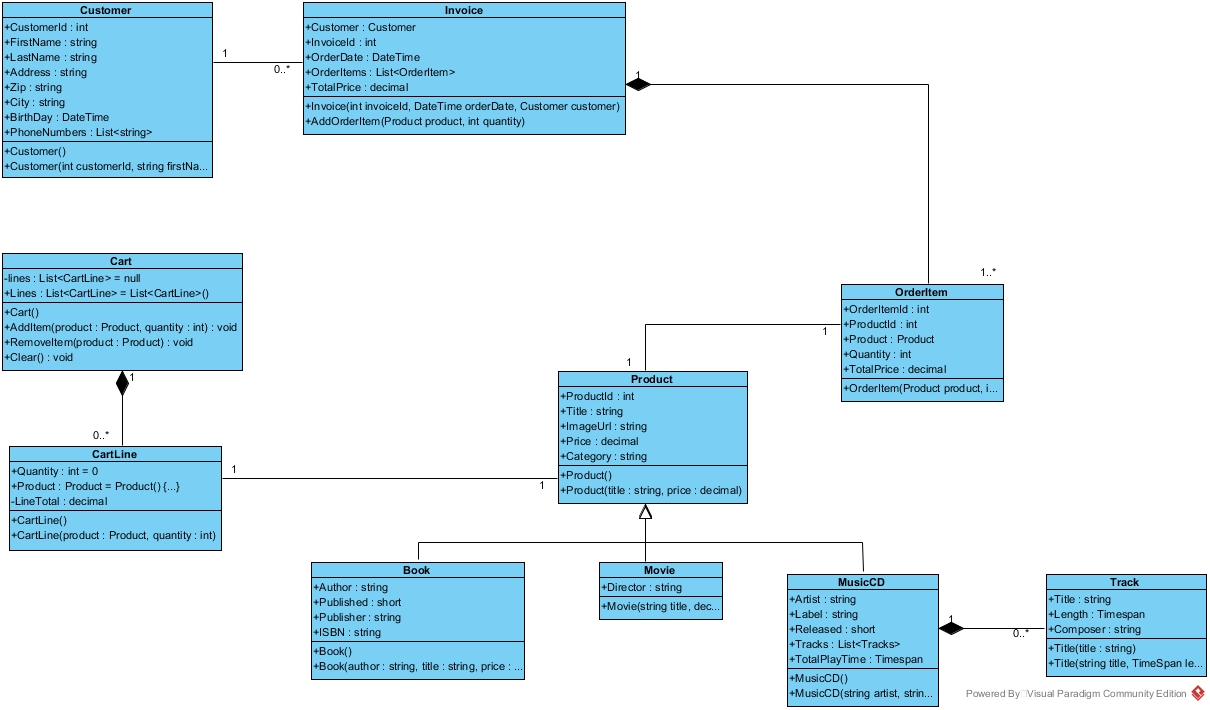 Customer
+CustomerId : int
+FirstName : string
+LastName : string
+Address : string
+Zip : string
+City : string
+BirthDay : DateTime
+PhoneNumbers : List<string>
+Customer()
+Customer(int customerId, string firstNa...
1
0..*
Invoice
+Customer : Customer
+InvoiceId : int
+OrderDate : DateTime
+OrderItems : List<OrderItem>
+TotalPrice : decimal
+Invoice(int invoiceId, DateTime orderDate, Customer customer)
+AddOrderItem(Product product, int quantity)
1
1..*
Cart
-lines : List<CartLine> = null
+Lines : List<CartLine> = List<CartLine>()
+Cart()
+AddItem(product : Product, quantity : int) : void
+RemoveItem(product : Product) : void
+Clear() : void
1
0..*
OrderItem
+OrderItemId : int
+ProductId : int
+Product : Product
+Quantity : int
+TotalPrice : decimal
+OrderItem(Product product, i...
1
1
Product
+ProductId : int
+Title : string
+ImageUrl : string
+Price : decimal
+Category : string
+Product()
+Product(title : string, price : decimal)
CartLine
+Quantity : int = 0
+Product : Product = Product() {...}
-LineTotal : decimal
+CartLine()
+CartLine(product : Product, quantity : int)
1
1
Book
+Author : string
+Published : short
+Publisher : string
+ISBN : string
+Book()
+Book(author : string, title : string, price : ...
Movie
+Director : string
+Movie(string title, dec...
MusicCD
+Artist : string
+Label : string
+Released : short
+Tracks : List<Tracks>
+TotalPlayTime : Timespan
+MusicCD()
+MusicCD(string artist, strin...
1
0..*
Track
+Title : string
+Length : Timespan
+Composer : string
+Title(title : string)
+Title(string title, TimeSpan le...
Powered By Visual Paradigm Community Edition